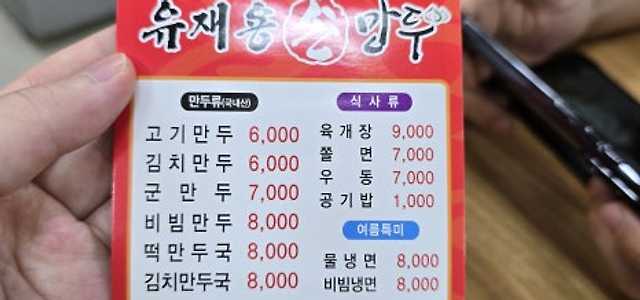 유재용 손만두
만두류(국내산)
고기만두 6,000
김치만두 6,000
군만두 7,000
비빔만두 8,000
떡만두국 8,000
김치만두국 8,000
식사류
육개장 9,000
쫄면 7,000
우동 7,000
공기밥 1,000
여름특미
물냉면 8,000
비빔냉면 8,000